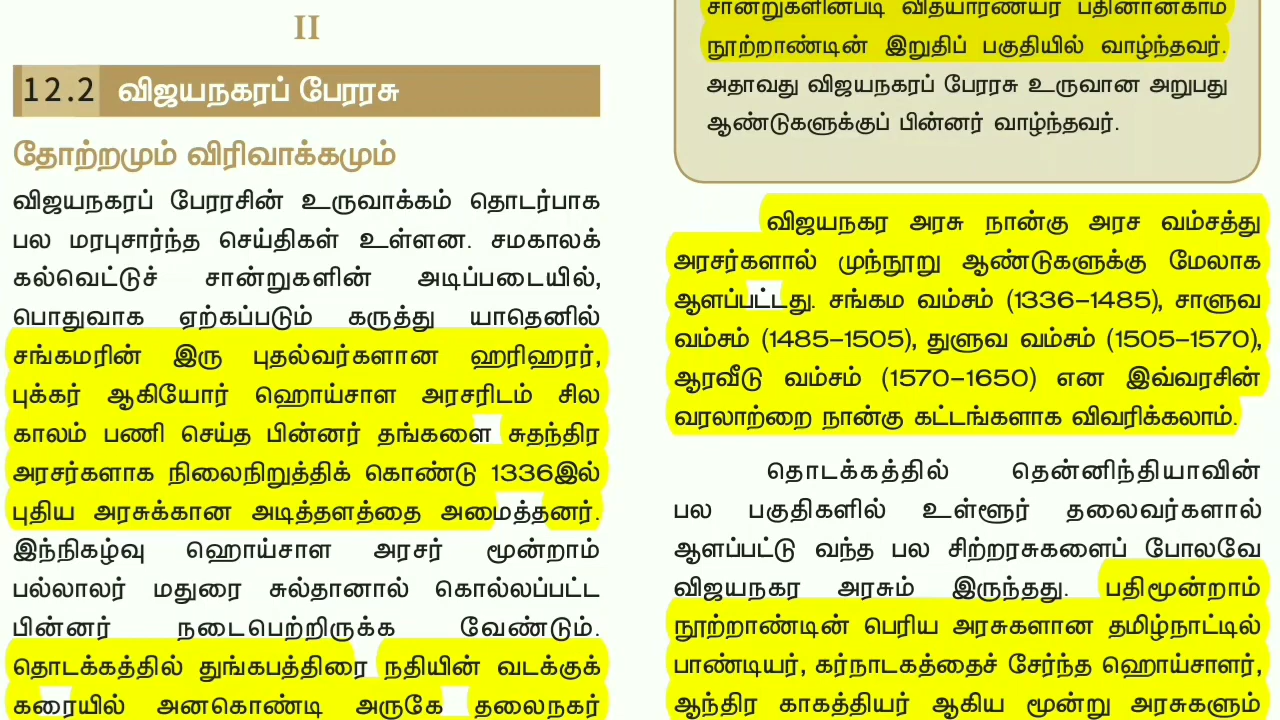 II
12.2 விஜயநகரப் பேரரசு
தோற்றமும் விரிவாக்கமும்
விஜயநகரப் பேரரசின் உருவாக்கம் தொடர்பாக
பல மரபுசார்ந்த செய்திகள் உள்ளன. சமகாலக்
கல்வெட்டுச் சான்றுகளின் அடிப்படையில்,
பொதுவாக ஏற்கப்படும் கருத்து யாதெனில்
சங்கமரின் இரு புதல்வர்களான ஹரிஹரர்,
புக்கர் ஆகியோர் ஹொய்சாள அரசரிடம் சில
காலம் பணி செய்த பின்னர் தங்களை சுதந்திர
அரசர்களாக நிலைநிறுத்திக் கொண்டு 1336இல்
புதிய அரசுக்கான அடித்தளத்தை அமைத்தனர்.
இந்நிகழ்வு ஹொய்சாள அரசர் மூன்றாம்
பல்லாலர் மதுரை சுல்தானால் கொல்லப்பட்ட
பின்னர் நடைபெற்றிருக்க வேண்டும்.
தொடக்கத்தில் துங்கபத்திரை நதியின் வடக்குக்
கரையில் அனகொண்டி அருகே தலைநகர்
சான்றுகளின்படி வித்யாரண்யர் பதினான்காம்
நூற்றாண்டின் இறுதிப் பகுதியில் வாழ்ந்தவர்.
அதாவது விஜயநகரப் பேரரசு உருவான அறுபது
ஆண்டுகளுக்குப் பின்னர் வாழ்ந்தவர்.
விஜயநகர அரசு நான்கு அரச வம்சத்து
அரசர்களால் முந்நூறு ஆண்டுகளுக்கு மேலாக
ஆளப்பட்டது. சங்கம வம்சம் (1336–1485), சாளுவ
வம்சம் (1485–1505), துளுவ வம்சம் (1505–1570),
ஆரவீடு வம்சம் (1570–1650) என இவ்வரசின்
வரலாற்றை நான்கு கட்டங்களாக விவரிக்கலாம்.
தொடக்கத்தில் தென்னிந்தியாவின்
பல பகுதிகளில் உள்ளூர் தலைவர்களால்
ஆளப்பட்டு வந்த பல சிற்றரசுகளைப் போலவே
விஜயநகர அரசும் இருந்தது. பதிமூன்றாம்
நூற்றாண்டின் பெரிய அரசுகளான தமிழ்நாட்டில்
பாண்டியர், கர்நாடகத்தைச் சேர்ந்த ஹொய்சாளர்,
ஆந்திர காகத்தியர் ஆகிய மூன்று அரசுகளும்